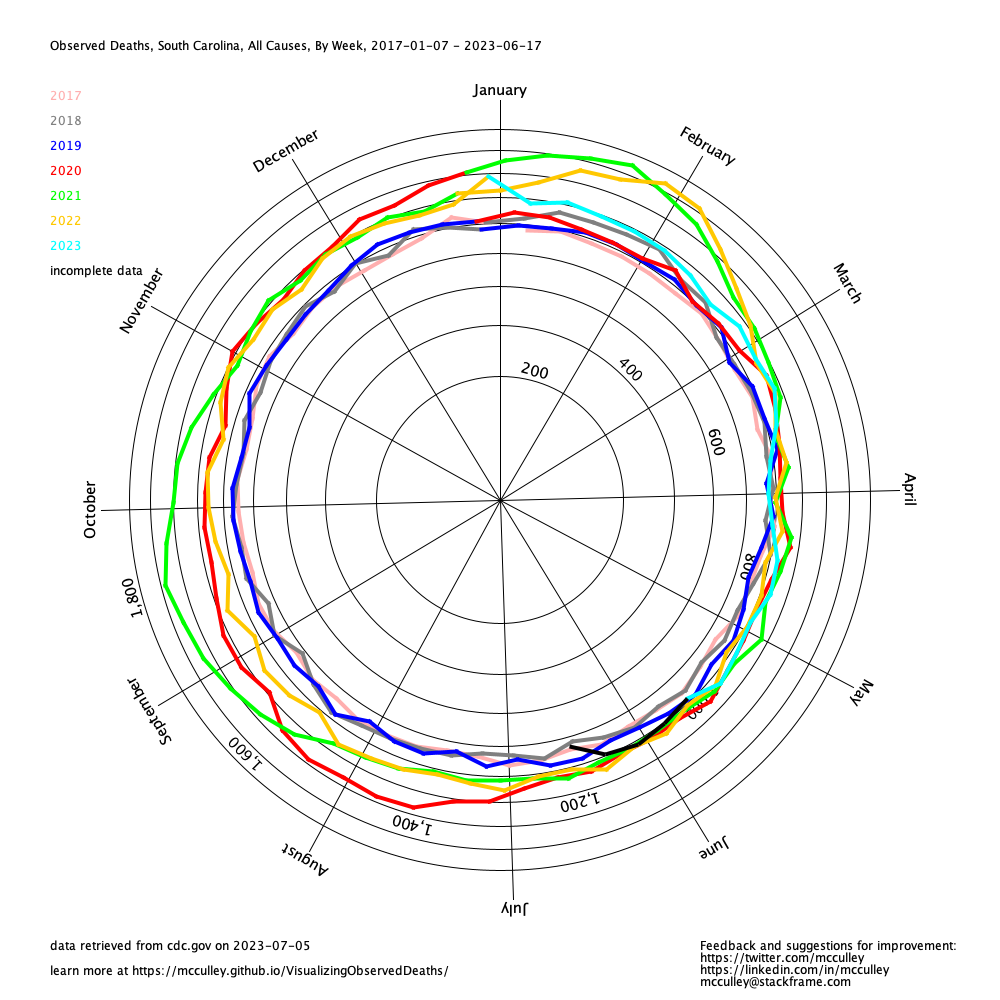 Observed Deaths, South Carolina, All Causes, By Week, 2017-01-07 - 2023-06-17
January
2017
2018
2019
2020
2021
2022
2023
incomplete data
December
February
November
March
200
400
600
October
April
800
1,800
September
May
1,600
1,200
1,400
August
June
July
data retrieved from cdc.gov on 2023-07-05
learn more at https://mcculley.github.io/VisualizingObservedDeaths/
Feedback and suggestions for improvement:
https://twitter.com/mcculley
https://linkedin.com/in/mcculley
mcculley@stackframe.com